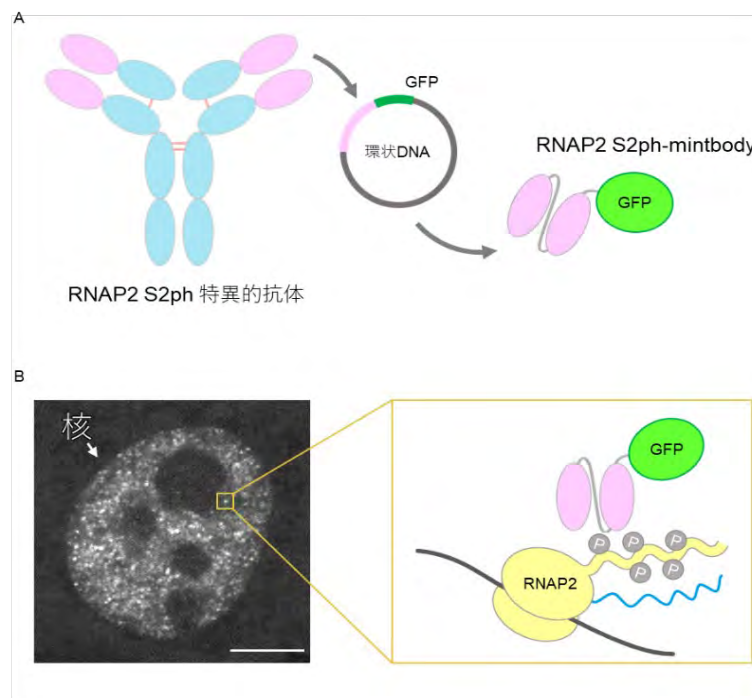 A
GFP
環状DNA
RNAP2 S2ph-mintbody
GFP
RNAP2 S2ph 特異的抗体
B
核
GFP
P P P
P P
RNAP2